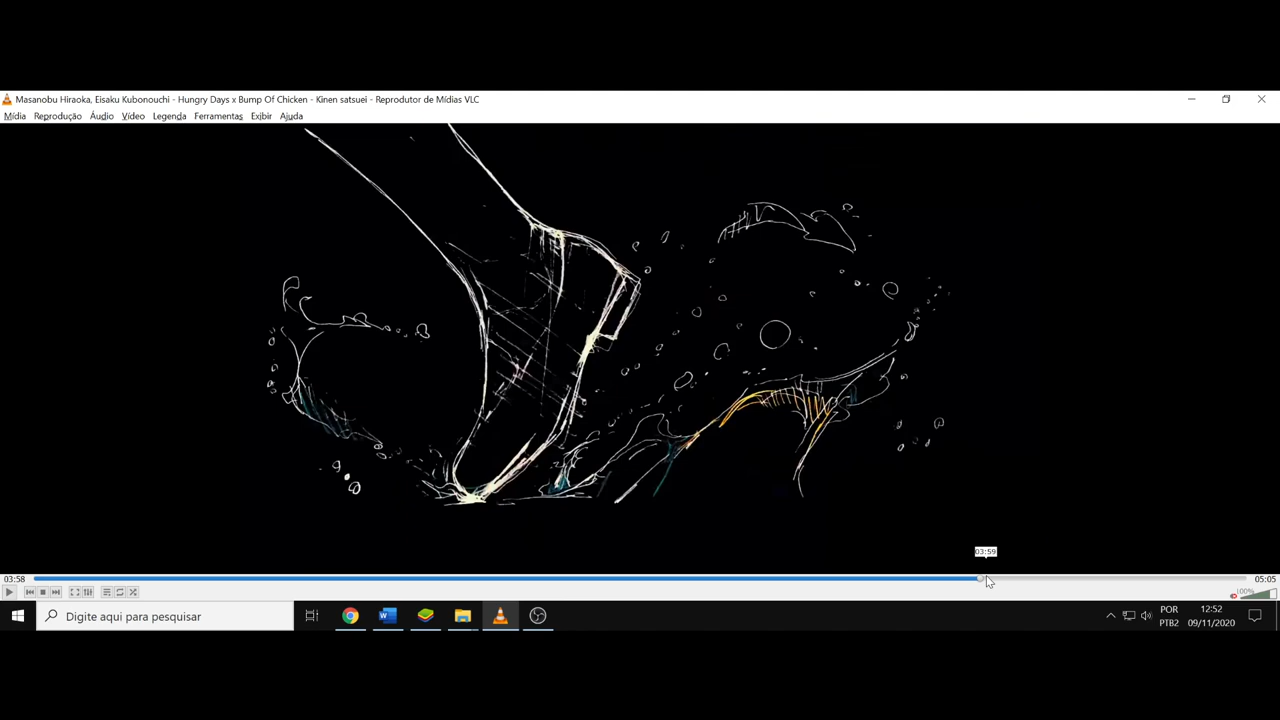 Masanobu Hiraoka, Eisaku Kubonouchi - Hungry Days x Bump Of Chicken - Kinen satsuei - Reprodutor de Mídias VLC
Mídia Reprodução Áudio Vídeo Legenda Ferramentas Exibir Ajuda
03:59
03:58 05:05
100%
Digite aqui para pesquisar
POR 12:52
PTB2 09/11/2020